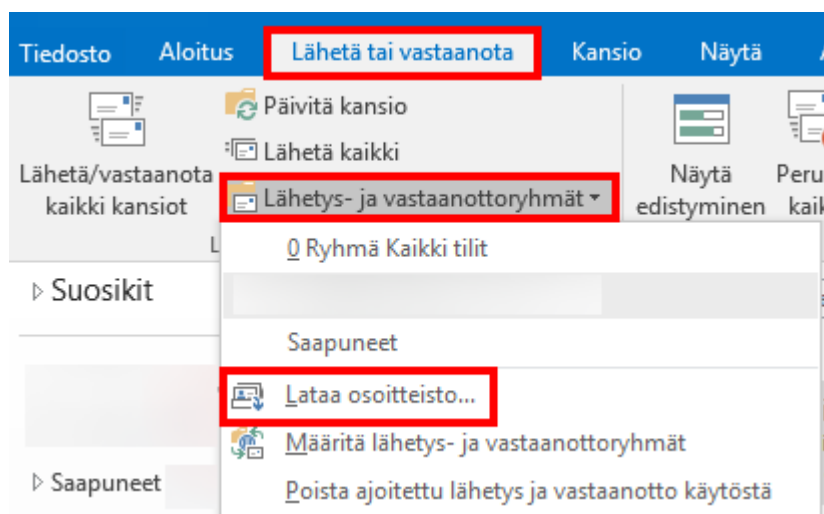 Tiedosto Aloitus Lähetä tai vastaanota Kansio Näytä
Päivitä kansio
Lähetä kaikki
Lähetys- ja vastaanottoryhmät
Lähetä/vastaanota
kaikki kansiot
Näytä
edistyminen
0 Ryhmä Kaikki tilit
Suosikit
Saapuneet
Lataa osoitteisto...
Määritä lähetys- ja vastaanottoryhmät
Saapuneet
Poista ajoitettu lähetys ja vastaanotto käytöstä